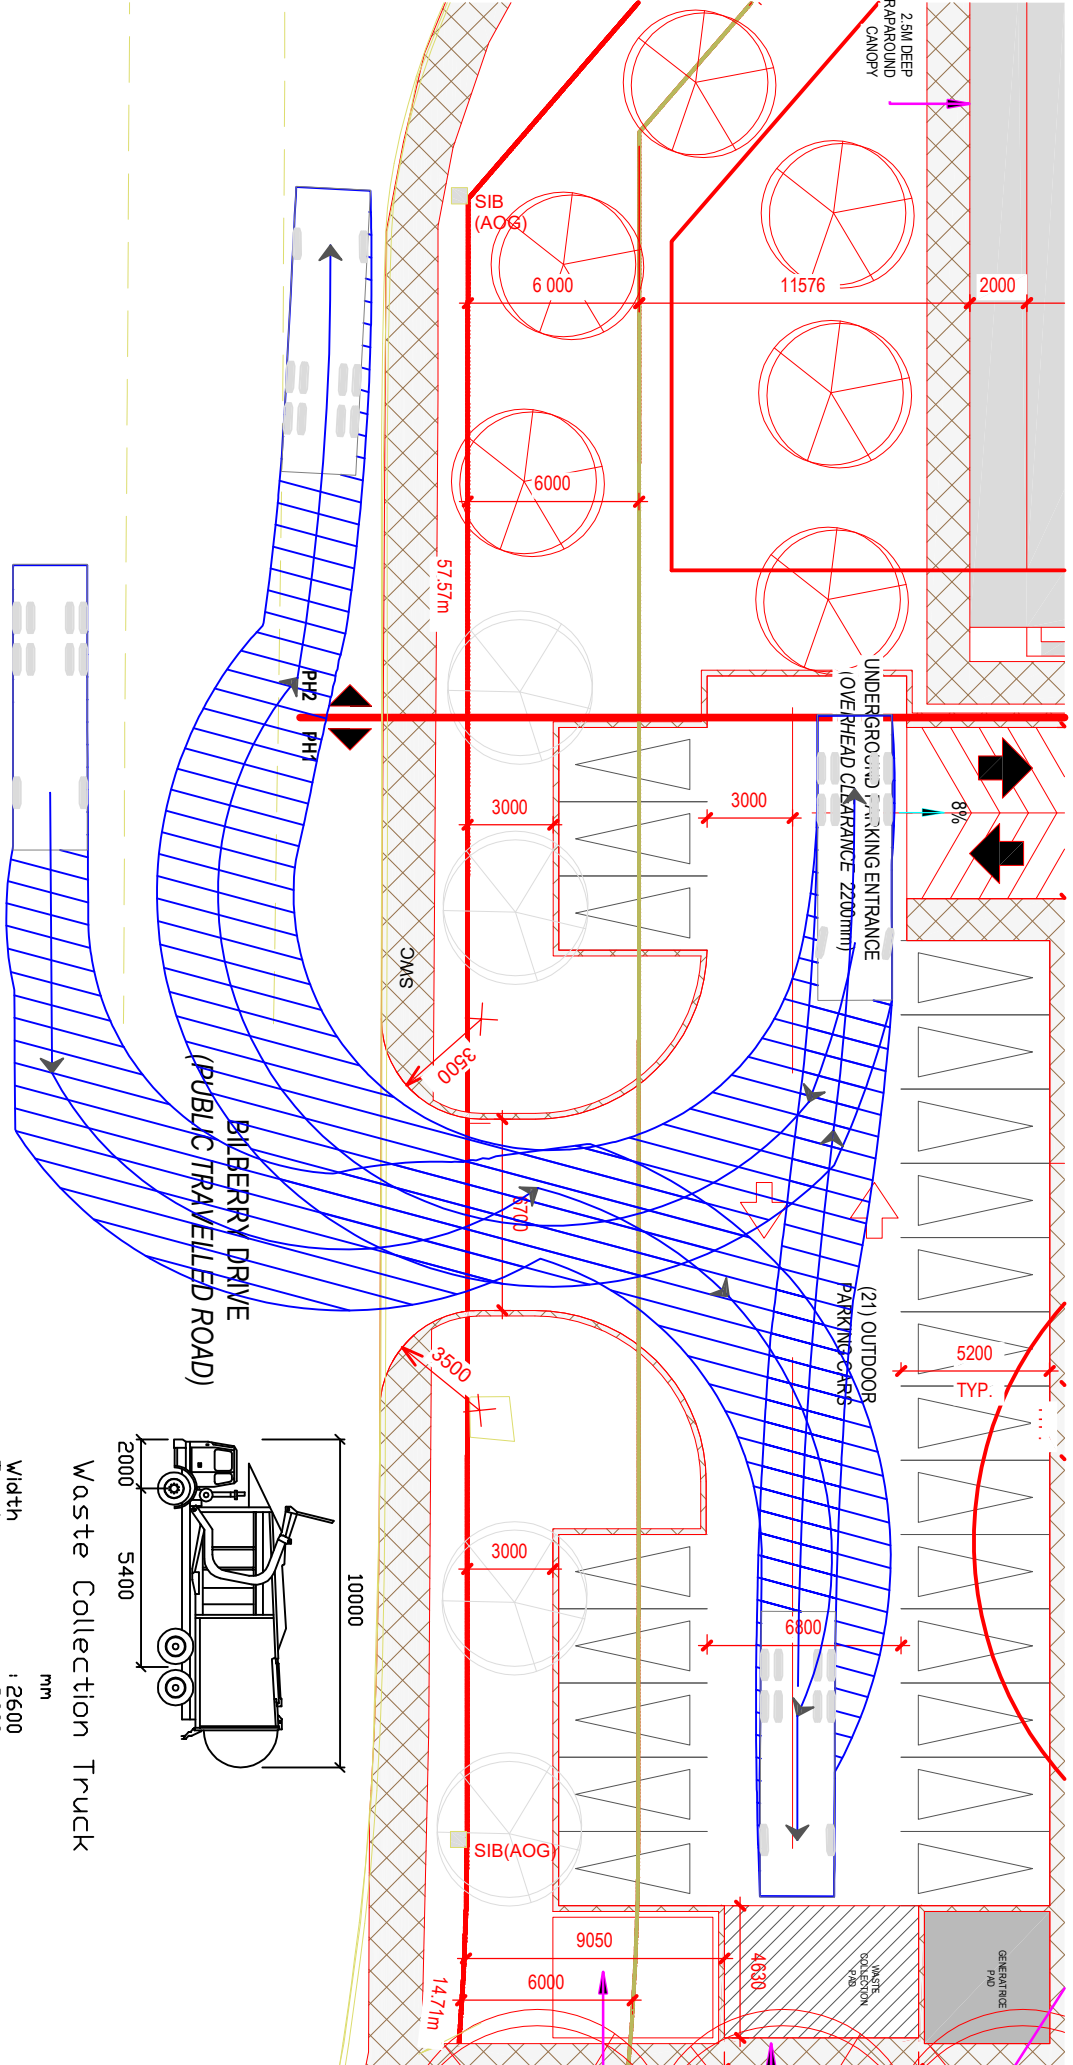 2.5M DEEP
RAPAROUND
CANOPY
SIB
(AOG)
6 000
11576
2000
6000
57.57m
UNDERGROUND PARKING ENTRANCE
(OVERHEAD CLEARANCE 2200mm)
PH2
PH1
3000
3000
8%
SWC
3500
6700
BILBERRY DRIVE
(PUBLIC TRAVELLED ROAD)
(21) OUTDOOR
PARKING CARS
5200
TYP.
3500
3000
6800
2000
5400
10000
Waste Collection Truck
mm
Width
: 2600
SIB(AOG)
9050
6000
4630
14.71m
WASTE
COLLECTION
PAD
GENERATRICE
PAD